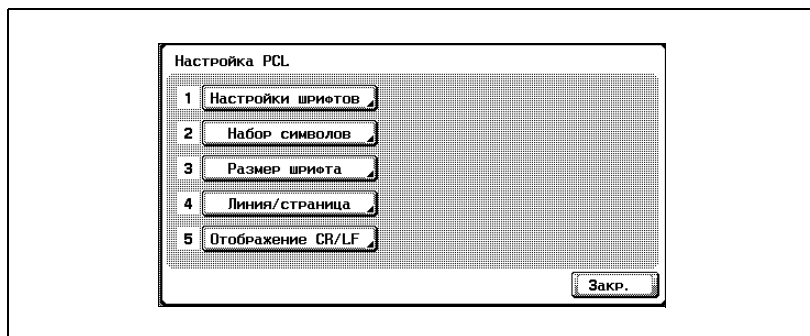 Настройка PCL
1 Настройки шрифтов
2 Набор символов
3 Размер шрифта
4 Линия/страница
5 Отображение CR/LF
Закр.